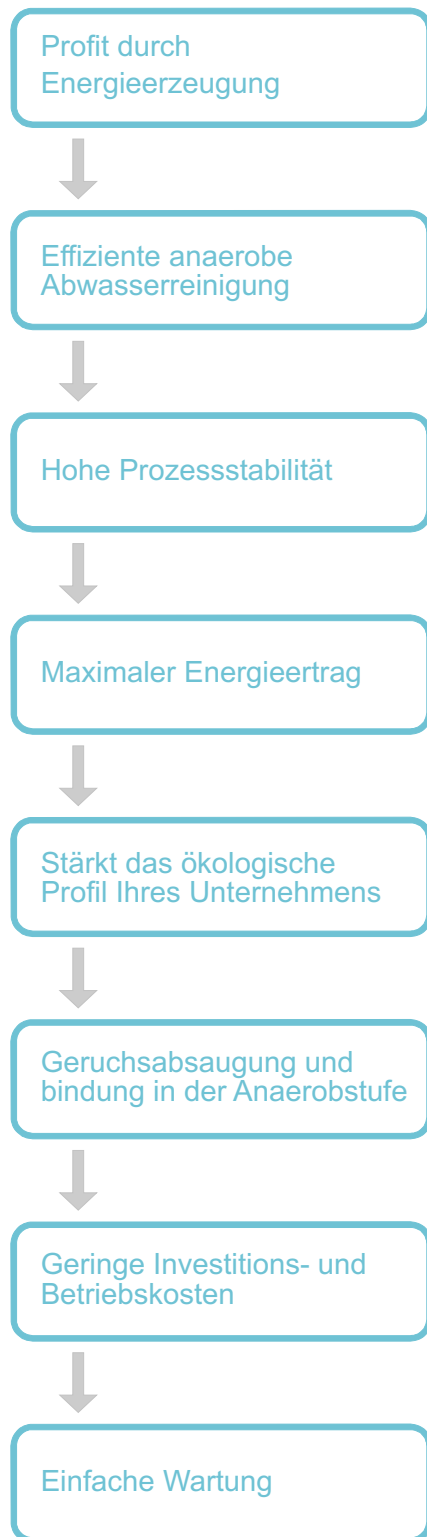 Profit durch
Energieerzeugung
Effiziente anaerobe
Abwasserreinigung
Hohe Prozessstabilität
Maximaler Energieertrag
Stärkt das ökologische
Profil Ihres Unternehmens
Geruchsabsaugung und
bindung in der Anaerobstufe
Geringe Investitions- und
Betriebskosten
Einfache Wartung